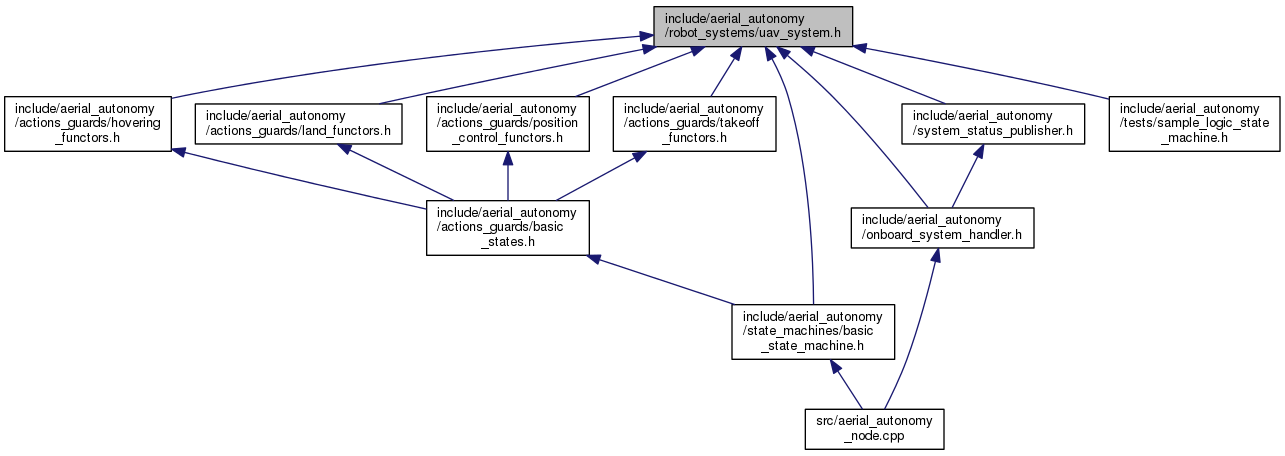 include/aerial_autonomy
/robot_systems/uav_system.h
include/aerial_autonomy
/actions_guards/hovering
_functors.h
include/aerial_autonomy
/actions_guards/land_functors.h
include/aerial_autonomy
/actions_guards/position
_control_functors.h
include/aerial_autonomy
/actions_guards/takeoff
_functors.h
include/aerial_autonomy
/system_status_publisher.h
include/aerial_autonomy
/tests/sample_logic_state
_machine.h
include/aerial_autonomy
/actions_guards/basic
_states.h
include/aerial_autonomy
/onboard_system_handler.h
include/aerial_autonomy
/state_machines/basic
_state_machine.h
src/aerial_autonomy
_node.cpp